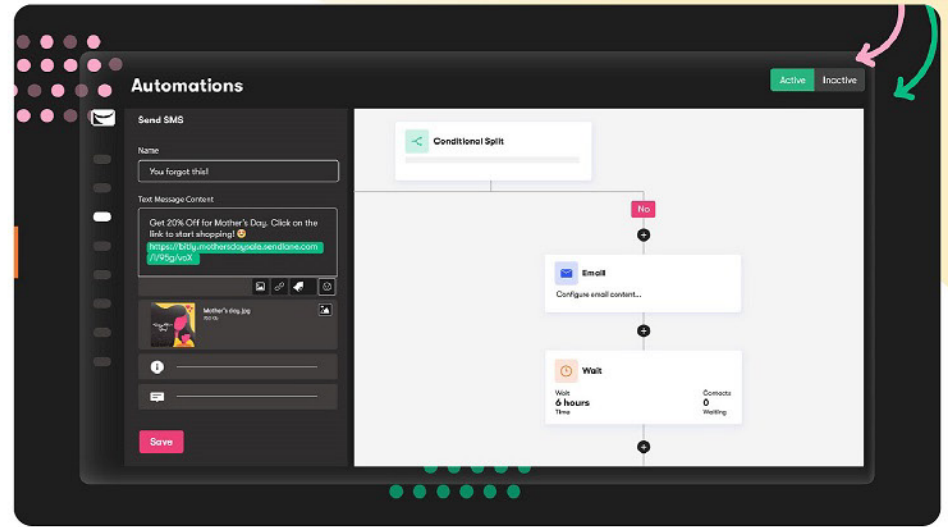 Automations
Active
Inactive
Send SMS
Name
You forgot this!
Text Message Content
Get 20% Off for Mother's Day. Click on the
link to start shopping! 😍
https://bitly.mothersdaysale.sendlane.com
/l/95g/voX
Mother's day.jpg
Save
Conditional Split
No
Email
Configure email content...
Wait
Wait
6 hours
Time
Contacts
0
Waiting